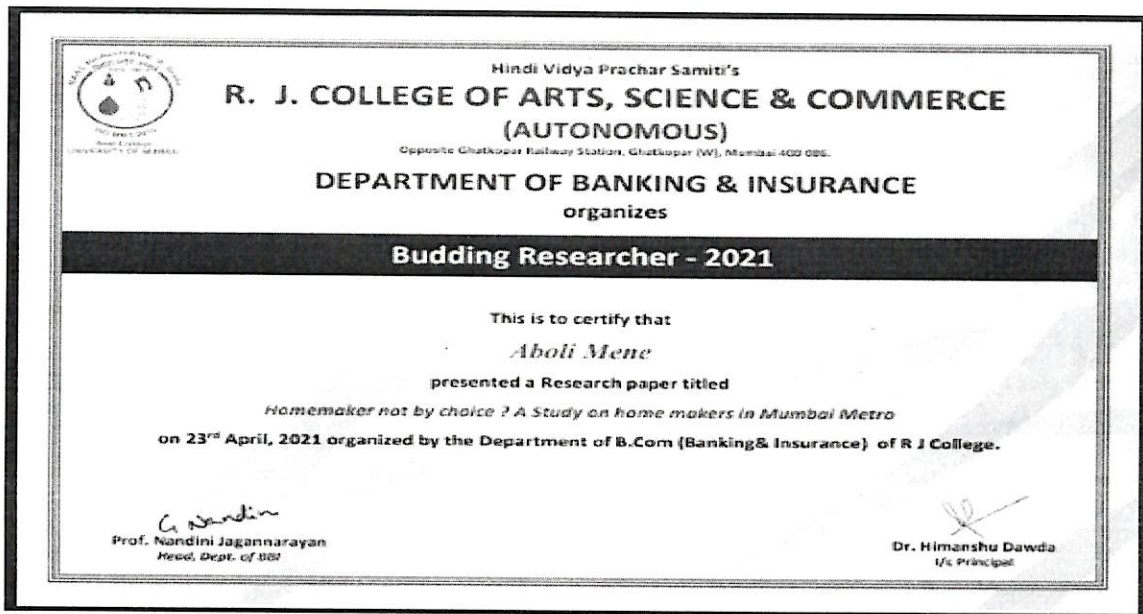 Hindi Vidya Prachar Samiti's
R. J. COLLEGE OF ARTS, SCIENCE & COMMERCE
(AUTONOMOUS)
Opposite Ghatkopar Railway Station, Ghatkopar (W), Mumbai 400 086.
DEPARTMENT OF BANKING & INSURANCE
organizes
Budding Researcher - 2021
This is to certify that
Aboli Mene
presented a Research paper titled
Homemaker not by choice ? A Study on home makers in Mumbai Metro
on 23rd April, 2021 organized by the Department of B.Com (Banking& Insurance) of R J College.
G Nandin
Prof. Nandini Jagannarayan
Head, Dept. of BBI
Dr. Himanshu Dawda
I/c Principal